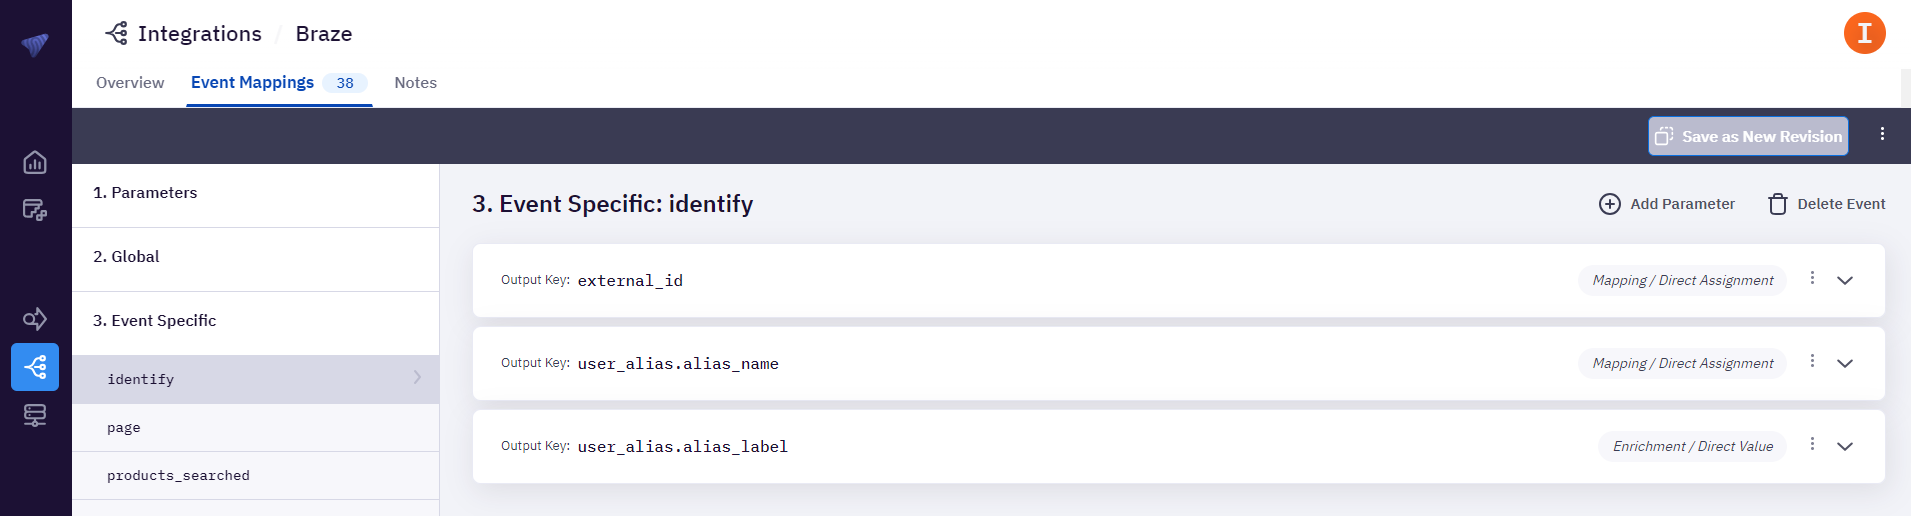 Integrations / Braze
I
Overview
Event Mappings 38
Notes
Save as New Revision
1. Parameters
2. Global
3. Event Specific
identify
page
products_searched
3. Event Specific: identify
Add Parameter
Delete Event
Output Key: external_id
Mapping / Direct Assignment
Output Key: user_alias.alias_name
Mapping / Direct Assignment
Output Key: user_alias.alias_label
Enrichment / Direct Value